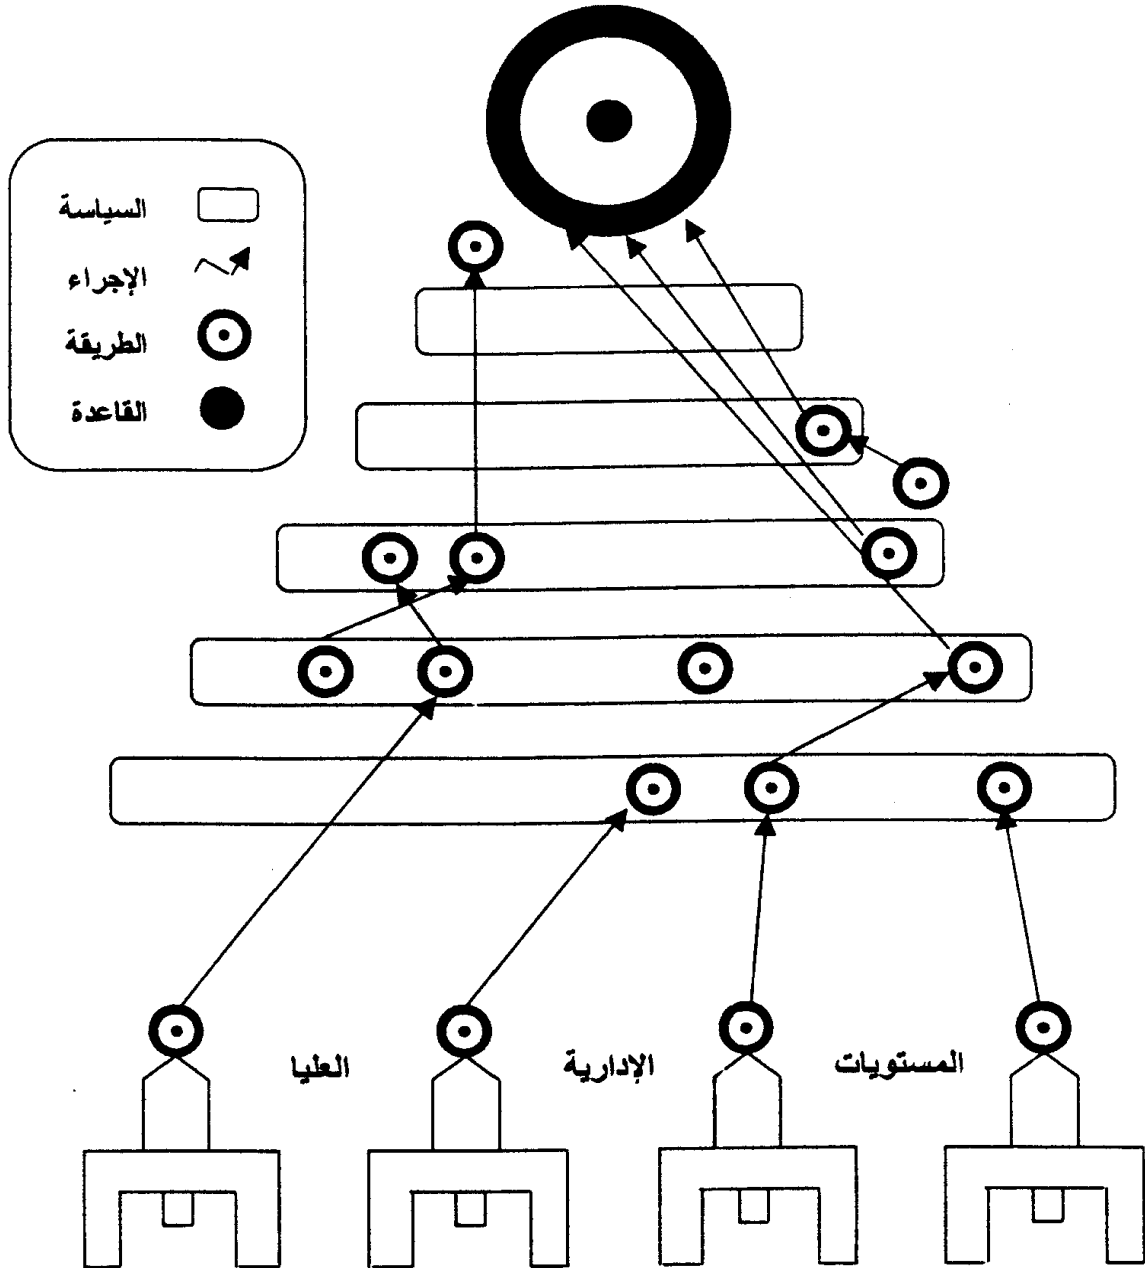 السياسة
الإجراء
الطريقة
القاعدة
المستويات الإدارية العليا